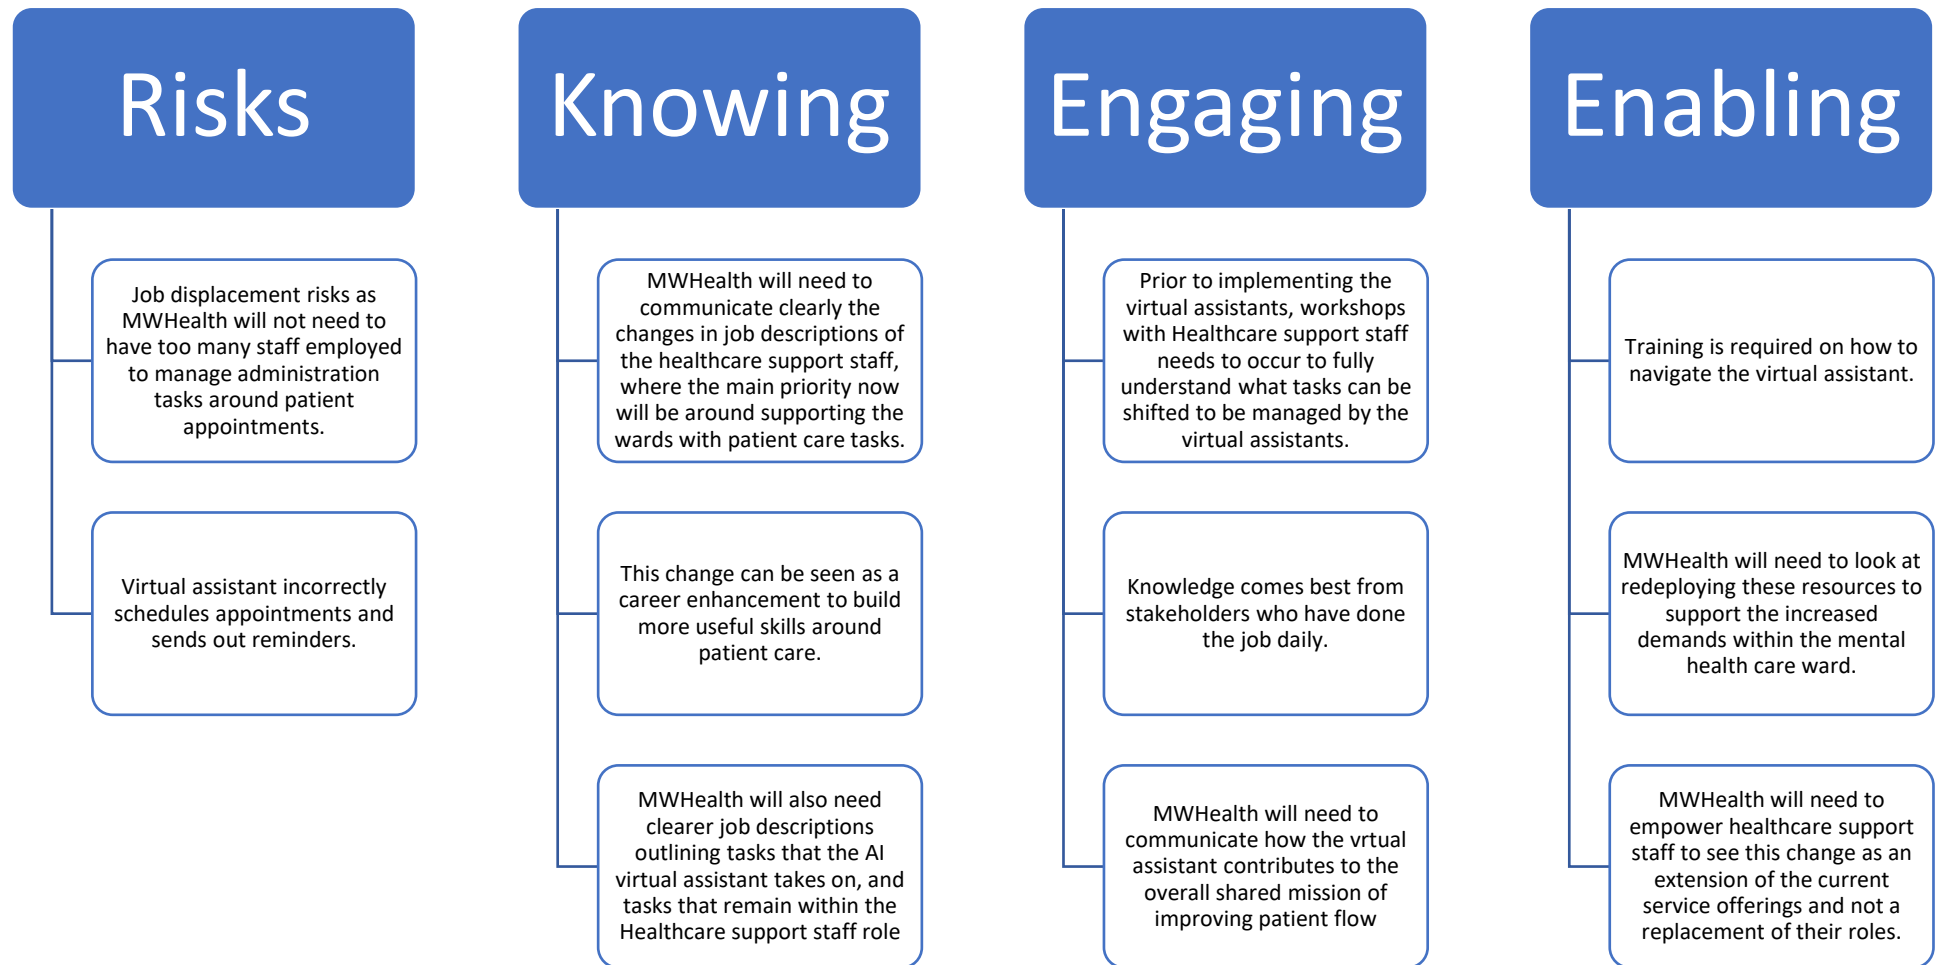 Risks
Job displacement risks as
MWHealth will not need to
have too many staff employed
to manage administration
tasks around patient
appointments.
Virtual assistant incorrectly
schedules appointments and
sends out reminders.
Knowing
MWHealth will need to
communicate clearly the
changes in job descriptions of
the healthcare support staff,
where the main priority now
will be around supporting the
wards with patient care tasks.
This change can be seen as a
career enhancement to build
more useful skills around
patient care.
MWHealth will also need
clearer job descriptions
outlining tasks that the AI
virtual assistant takes on, and
tasks that remain within the
Healthcare support staff role
Engaging
Prior to implementing the
virtual assistants, workshops
with Healthcare support staff
needs to occur to fully
understand what tasks can be
shifted to be managed by the
virtual assistants.
Knowledge comes best from
stakeholders who have done
the job daily.
MWHealth will need to
communicate how the vrtual
assistant contributes to the
overall shared mission of
improving patient flow
Enabling
Training is required on how to
navigate the virtual assistant.
MWHealth will need to look at
redeploying these resources to
support the increased
demands within the mental
health care ward.
MWHealth will need to
empower healthcare support
staff to see this change as an
extension of the current
service offerings and not a
replacement of their roles.